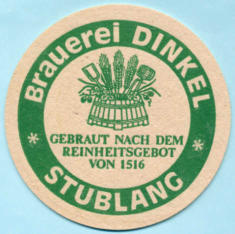 Brauerei DINKEL
GEBRAUT NACH DEM
REINHEITSGEBOT
VON 1516
* STUBLANG *